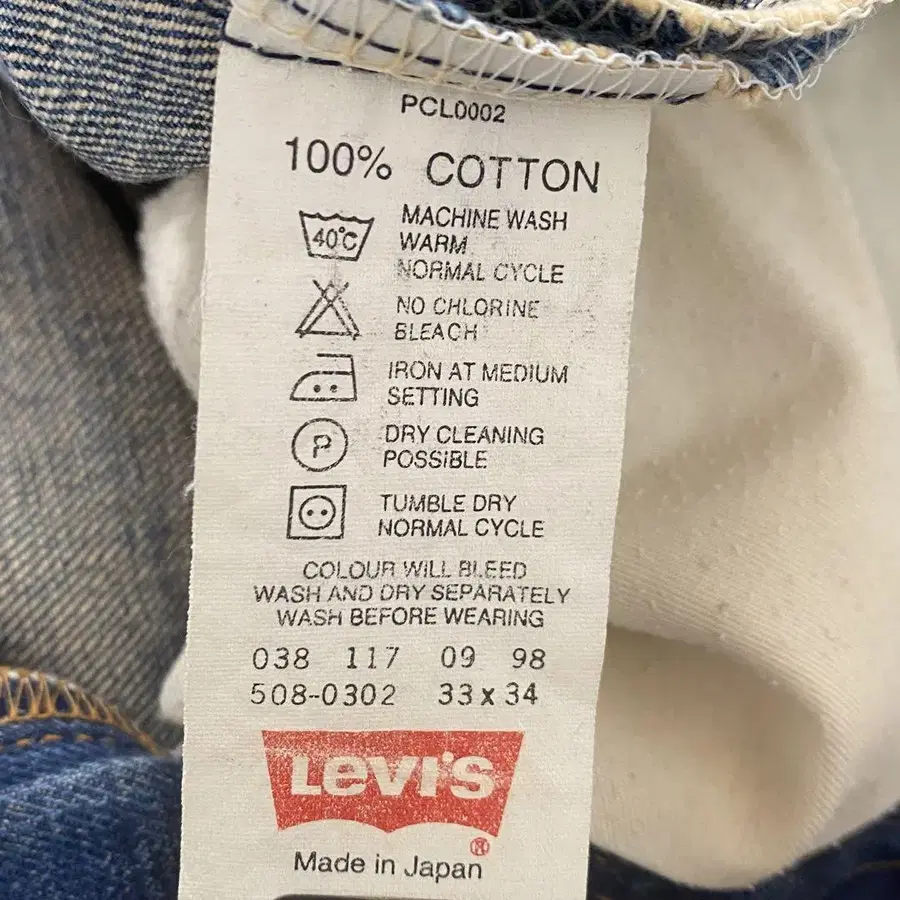 PCL0002
100% COTTON
40°C
MACHINE WASH
WARM
NORMAL CYCLE
NO CHLORINE
BLEACH
IRON AT MEDIUM
SETTING
P
DRY CLEANING
POSSIBLE
TUMBLE DRY
NORMAL CYCLE
COLOUR WILL BLEED
WASH AND DRY SEPARATELY
WASH BEFORE WEARING
038 117 09 98
508-0302 33 x 34
Levi's
®
Made in Japan